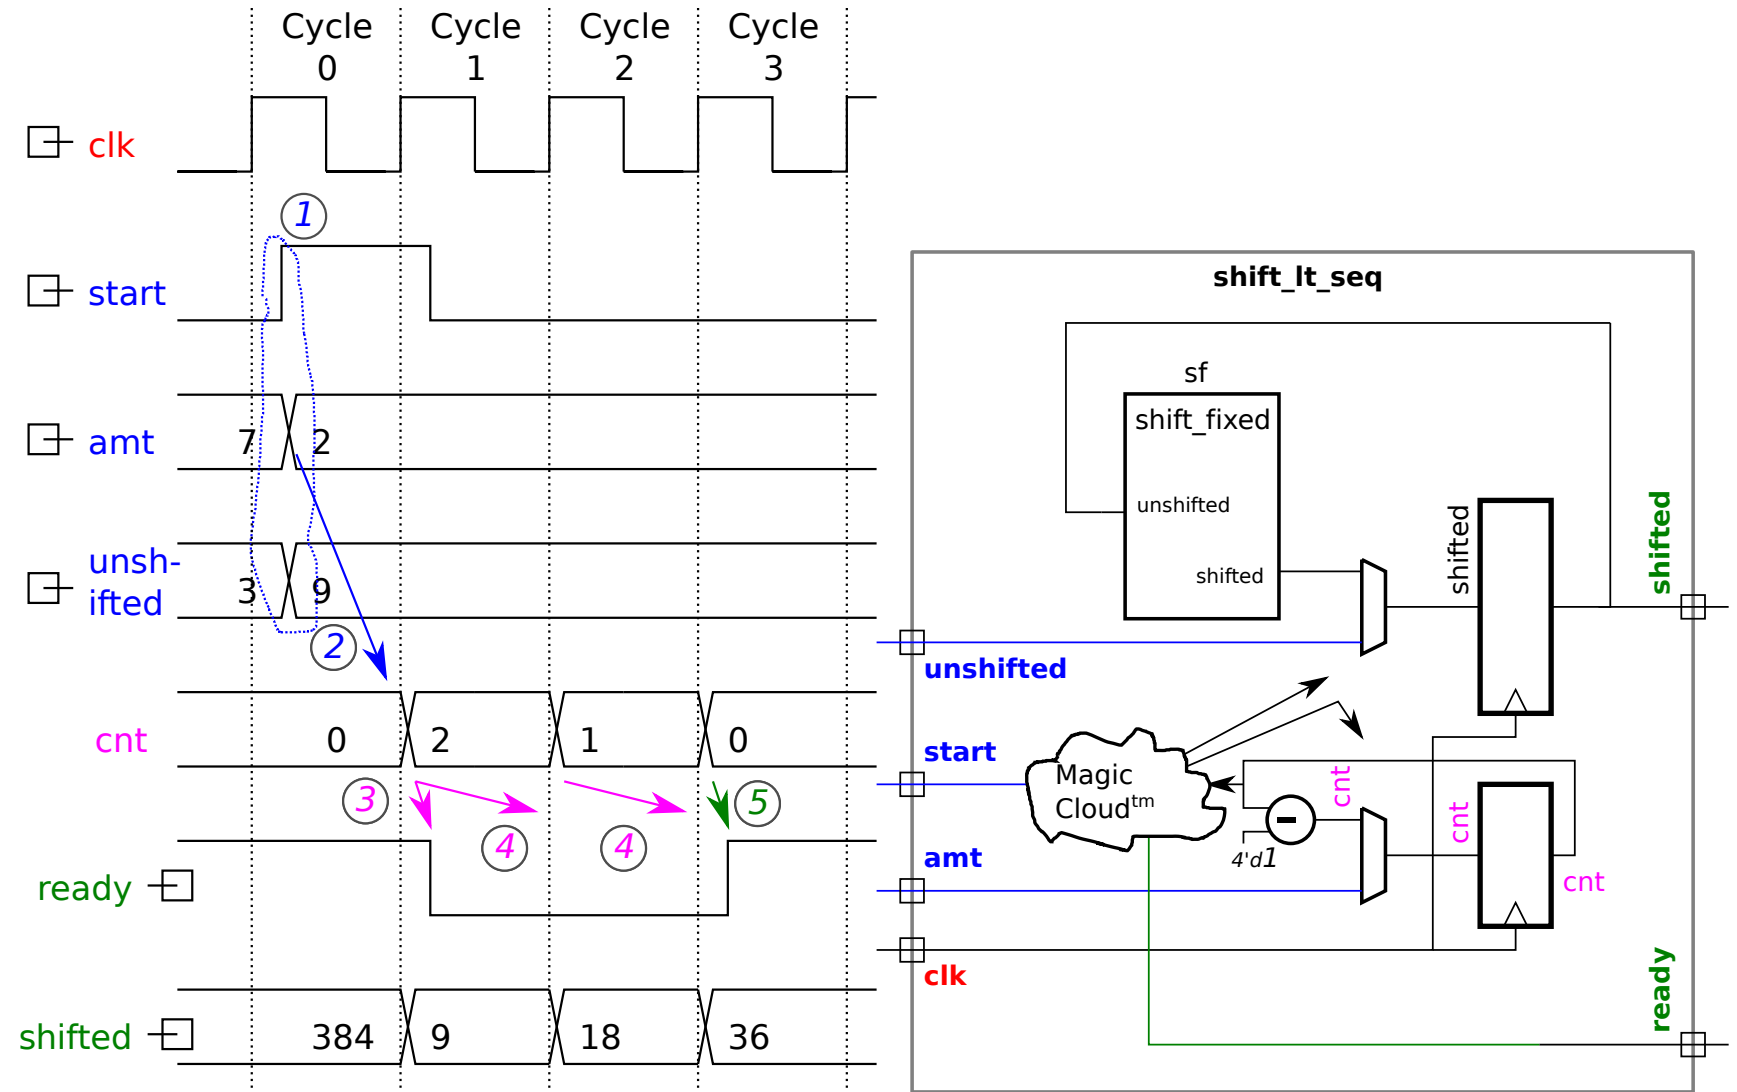 Cycle Cycle Cycle Cycle
0 1 2 3
clk
1
start
amt
7 2
unsh-
ifted
3 9
2
cnt
0 2 1 0
3 4 4 5
ready
shifted
384 9 18 36
shift_lt_seq
sf
shift_fixed
unshifted
shifted
shifted
shifted
unshifted
start
Magic
Cloudtm
cnt
cnt
4'd1
cnt
amt
clk
ready